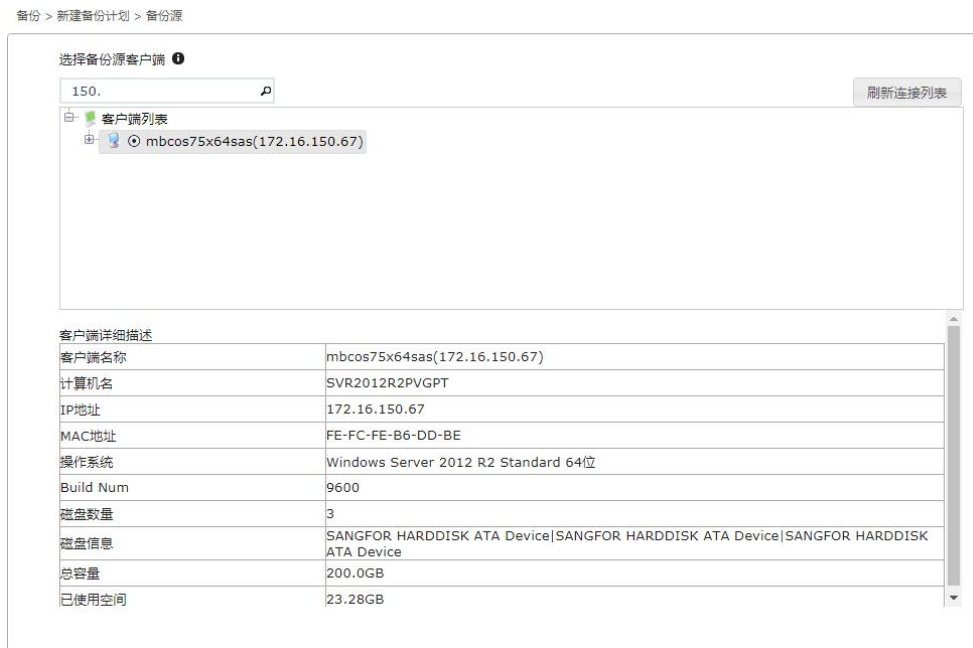 备份 > 新建备份计划 > 备份源
选择备份源客户端
150.
刷新连接列表
客户端列表
mbcos75x64sas(172.16.150.67)
客户端详细描述
客户端名称 mbcos75x64sas(172.16.150.67)
计算机名 SVR2012R2PVGPT
IP地址 172.16.150.67
MAC地址 FE-FC-FE-B6-DD-BE
操作系统 Windows Server 2012 R2 Standard 64位
Build Num 9600
磁盘数量 3
磁盘信息 SANGFOR HARDDISK ATA Device|SANGFOR HARDDISK ATA Device|SANGFOR HARDDISK
ATA Device
总容量 200.0GB
已使用空间 23.28GB